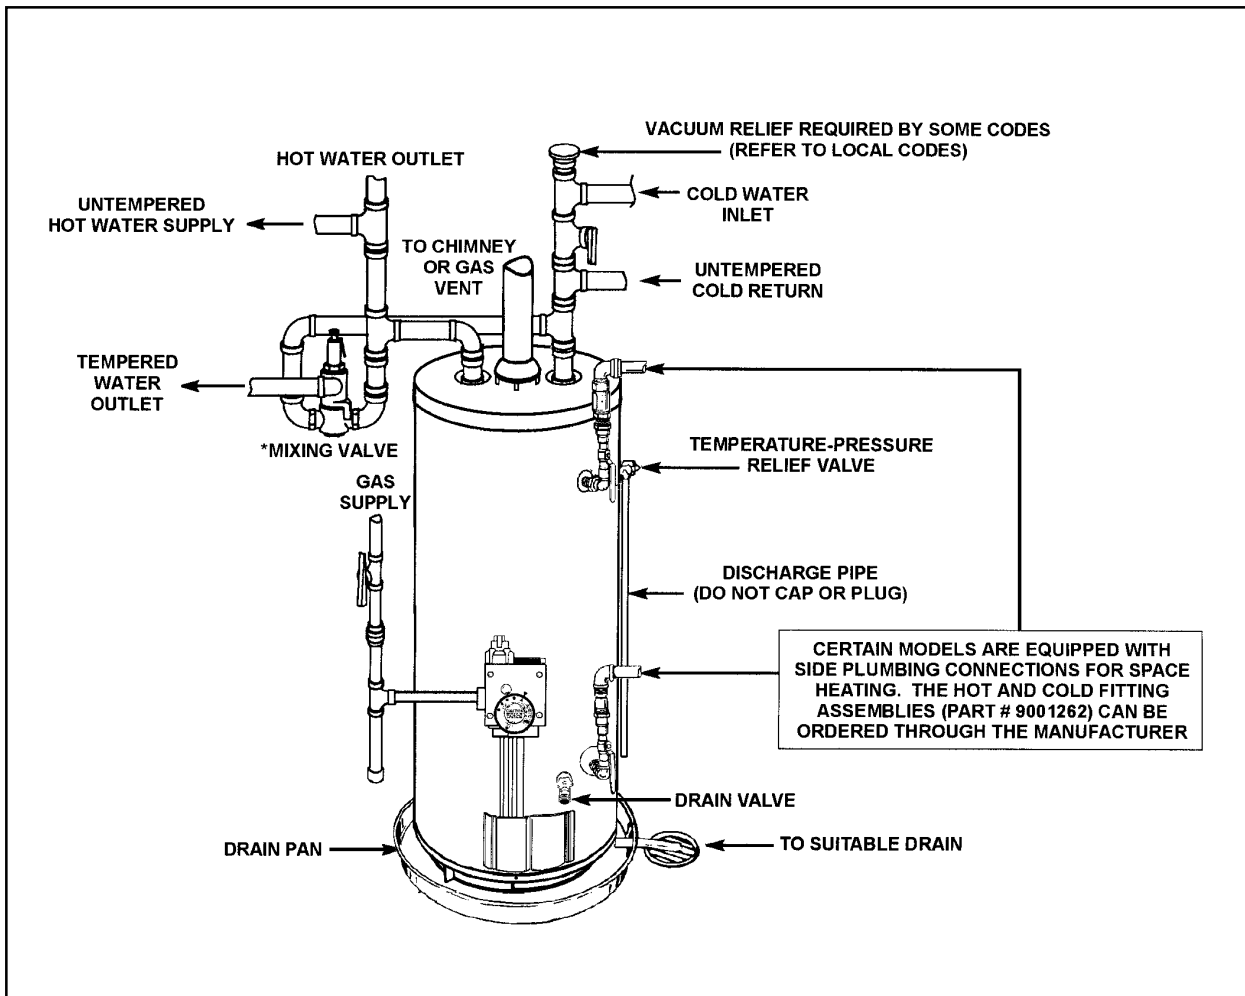 VACUUM RELIEF REQUIRED BY SOME CODES
(REFER TO LOCAL CODES)
HOT WATER OUTLET
COLD WATER
INLET
UNTEMPERED
HOT WATER SUPPLY
TO CHIMNEY
OR GAS
VENT
UNTEMPERED
COLD RETURN
TEMPERED
WATER
OUTLET
*MIXING VALVE
TEMPERATURE-PRESSURE
RELIEF VALVE
GAS
SUPPLY
DISCHARGE PIPE
(DO NOT CAP OR PLUG)
CERTAIN MODELS ARE EQUIPPED WITH
SIDE PLUMBING CONNECTIONS FOR SPACE
HEATING. THE HOT AND COLD FITTING
ASSEMBLIES (PART # 9001262) CAN BE
ORDERED THROUGH THE MANUFACTURER
DRAIN VALVE
DRAIN PAN
TO SUITABLE DRAIN